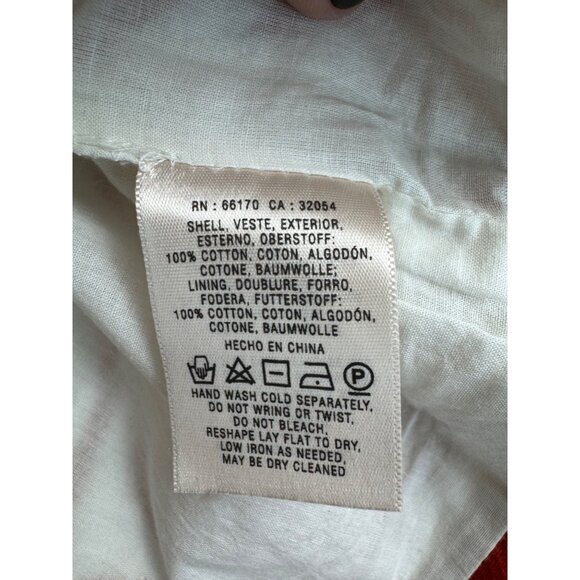 RN : 66170 CA : 32054
SHELL, VESTE, EXTERIOR,
ESTERNO, OBERSTOFF:
100% COTTON, COTON, ALGODÓN,
COTONE, BAUMWOLLE;
LINING, DOUBLURE, FORRO,
FODERA, FUTTERSTOFF:
100% COTTON, COTON, ALGODÓN,
COTONE, BAUMWOLLE
HECHO EN CHINA
P
HAND WASH COLD SEPARATELY,
DO NOT WRING OR TWIST,
DO NOT BLEACH,
RESHAPE LAY FLAT TO DRY,
LOW IRON AS NEEDED,
MAY BE DRY CLEANED